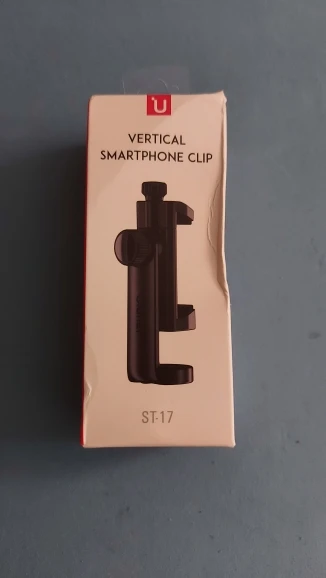 U
VERTICAL
SMARTPHONE CLIP
ST-17